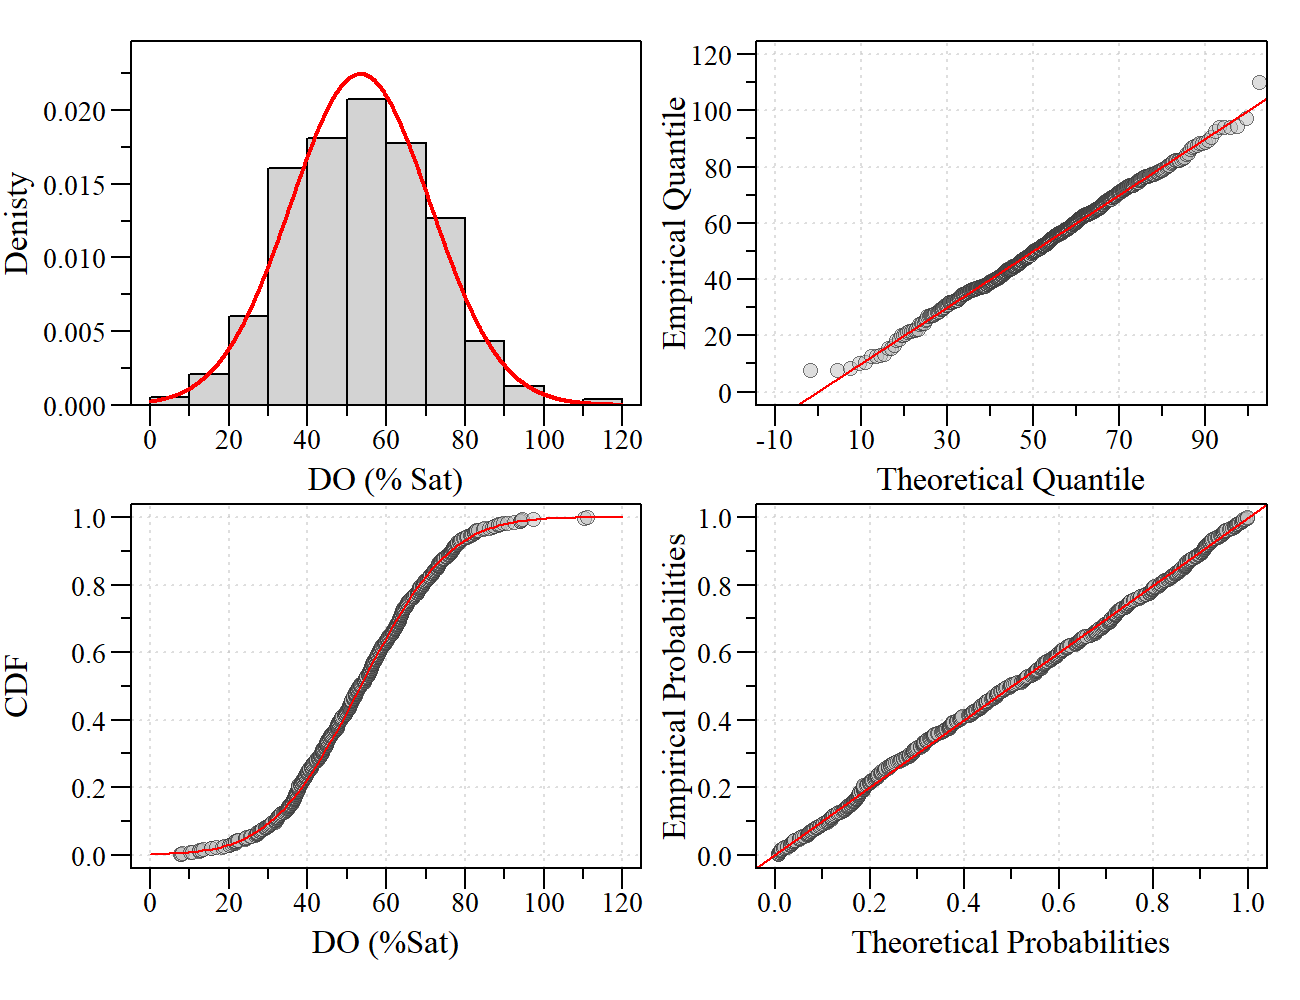 Denisty
0.020
0.015
0.010
0.005
0.000
0 20 40 60 80 100 120
DO (% Sat)
Empirical Quantile
120
100
80
60
40
20
0
-10 10 30 50 70 90
Theoretical Quantile
CDF
1.0
0.8
0.6
0.4
0.2
0.0
0 20 40 60 80 100 120
DO (%Sat)
Empirical Probabilities
1.0
0.8
0.6
0.4
0.2
0.0
0.0 0.2 0.4 0.6 0.8 1.0
Theoretical Probabilities